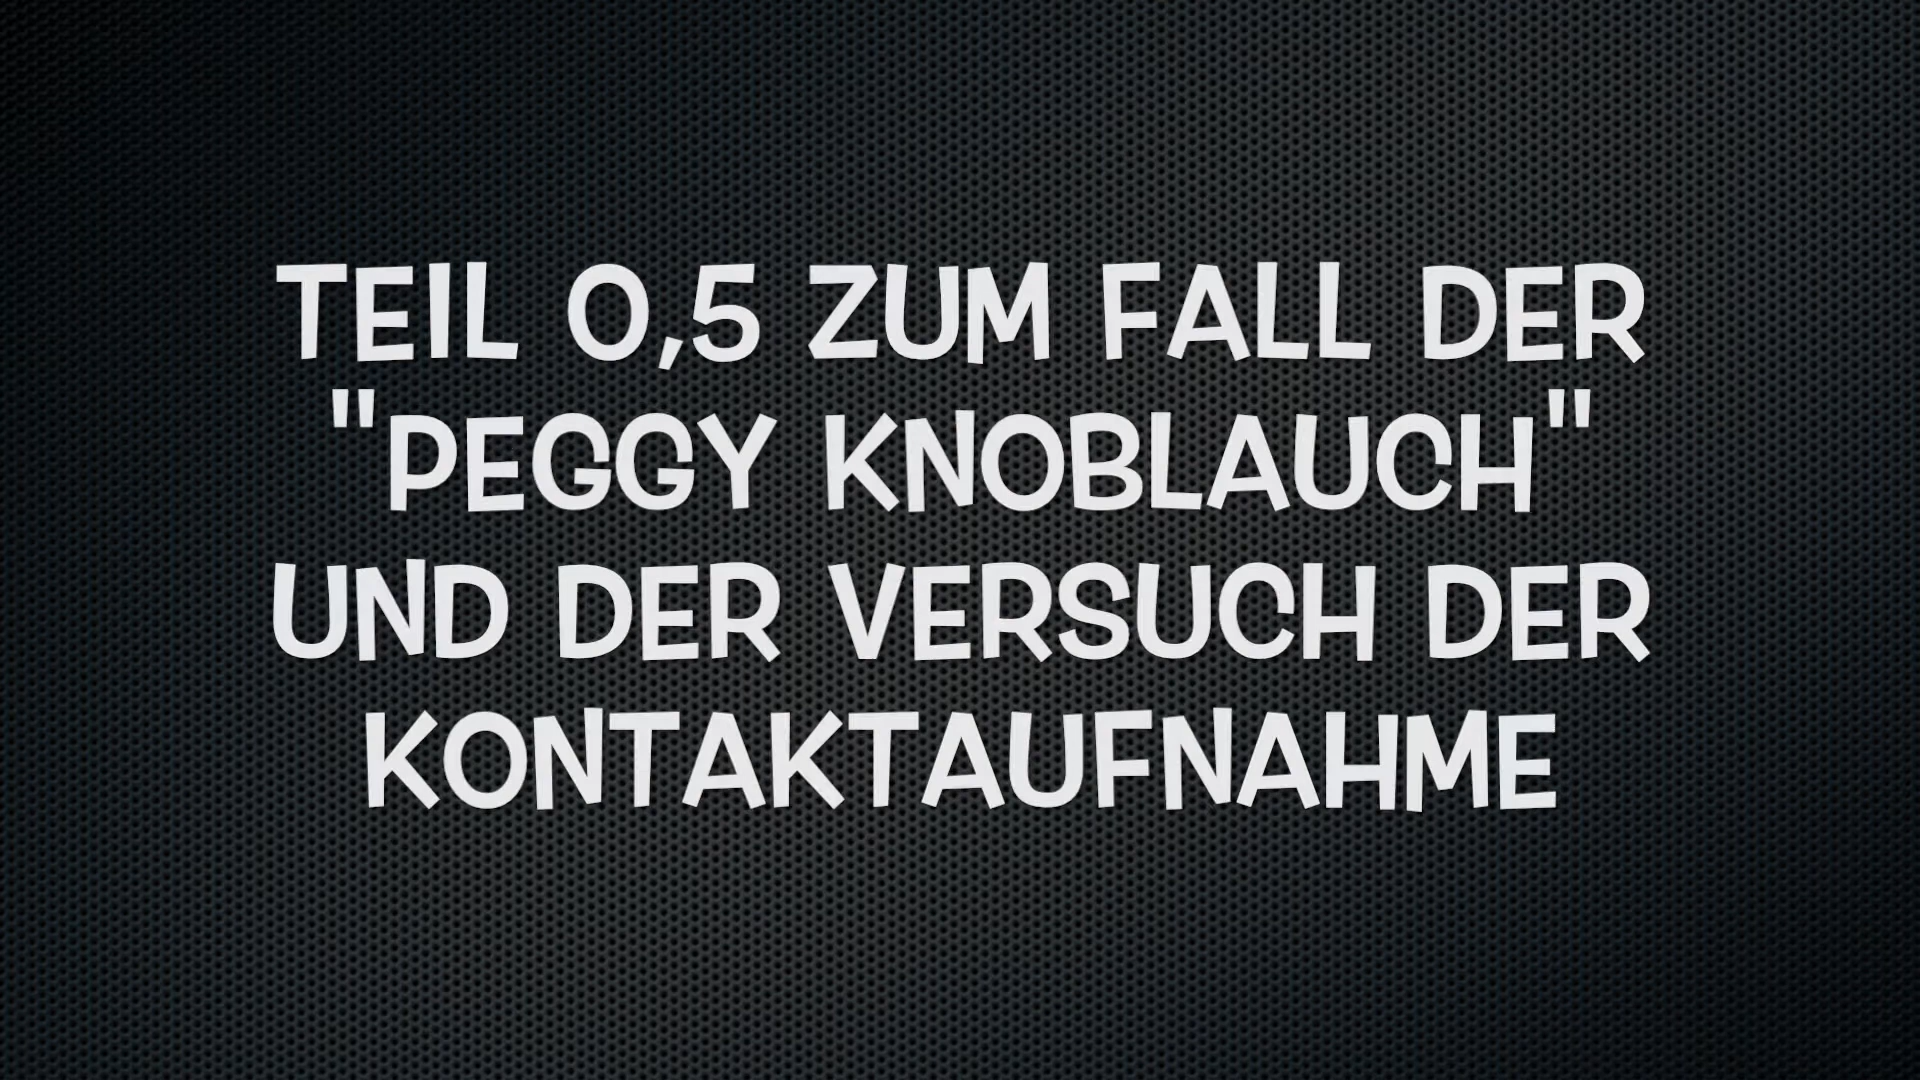 TEIL 0,5 ZUM FALL DER
"PEGGY KNOBLAUCH"
UND DER VERSUCH DER
KONTAKTAUFNAHME